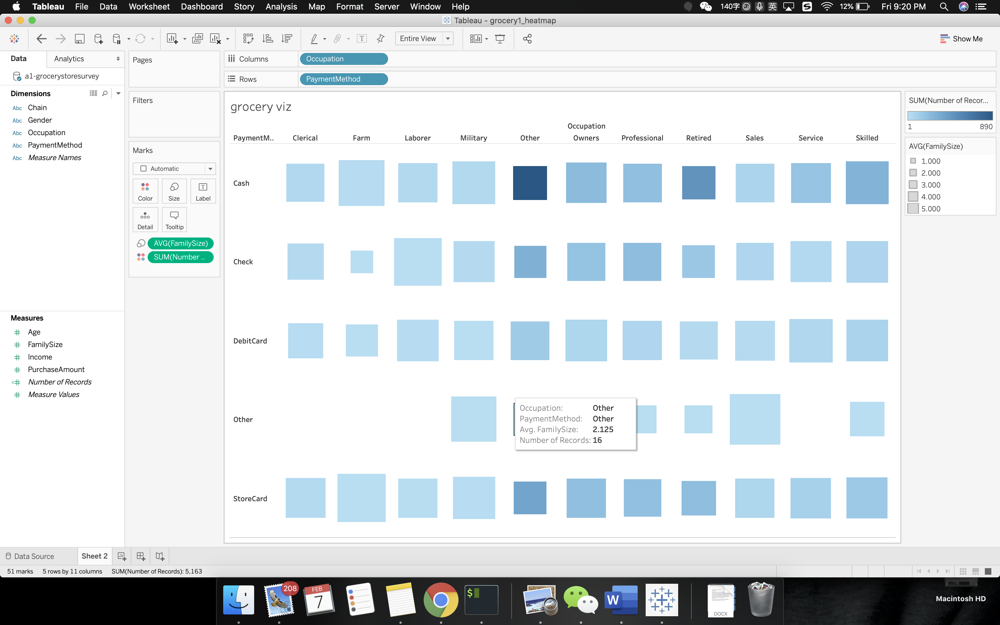 Tableau File Data Worksheet Dashboard Story Analysis Map Format Server Window Help 140字 英 S 12% Fri 9:20 PM
Tableau - grocery1_heatmap
T Entire View Show Me
Data Analytics
a1-grocerystoresurvey
Dimensions
Abc Chain
Abc Gender
Abc Occupation
Abc PaymentMethod
Abc Measure Names
Measures
# Age
# FamilySize
# Income
# PurchaseAmount
=# Number of Records
# Measure Values
Pages
Filters
Marks
Automatic
Color Size T Label
Detail Tooltip
AVG(FamilySize)
SUM(Number ..
Columns Occupation
Rows PaymentMethod
grocery viz
Occupation
PaymentM.. Clerical Farm Laborer Military Other Owners Professional Retired Sales Service Skilled
Cash
Check
DebitCard
Other
StoreCard
Occupation: Other
PaymentMethod: Other
Avg. FamilySize: 2.125
Number of Records: 16
SUM(Number of Recor...
1 890
AVG(FamilySize)
1.000
2.000
3.000
4.000
5.000
Data Source Sheet 2
51 marks 5 rows by 11 columns SUM(Number of Records): 5,163
208
FEB
7
$
W
DOCX
Macintosh HD